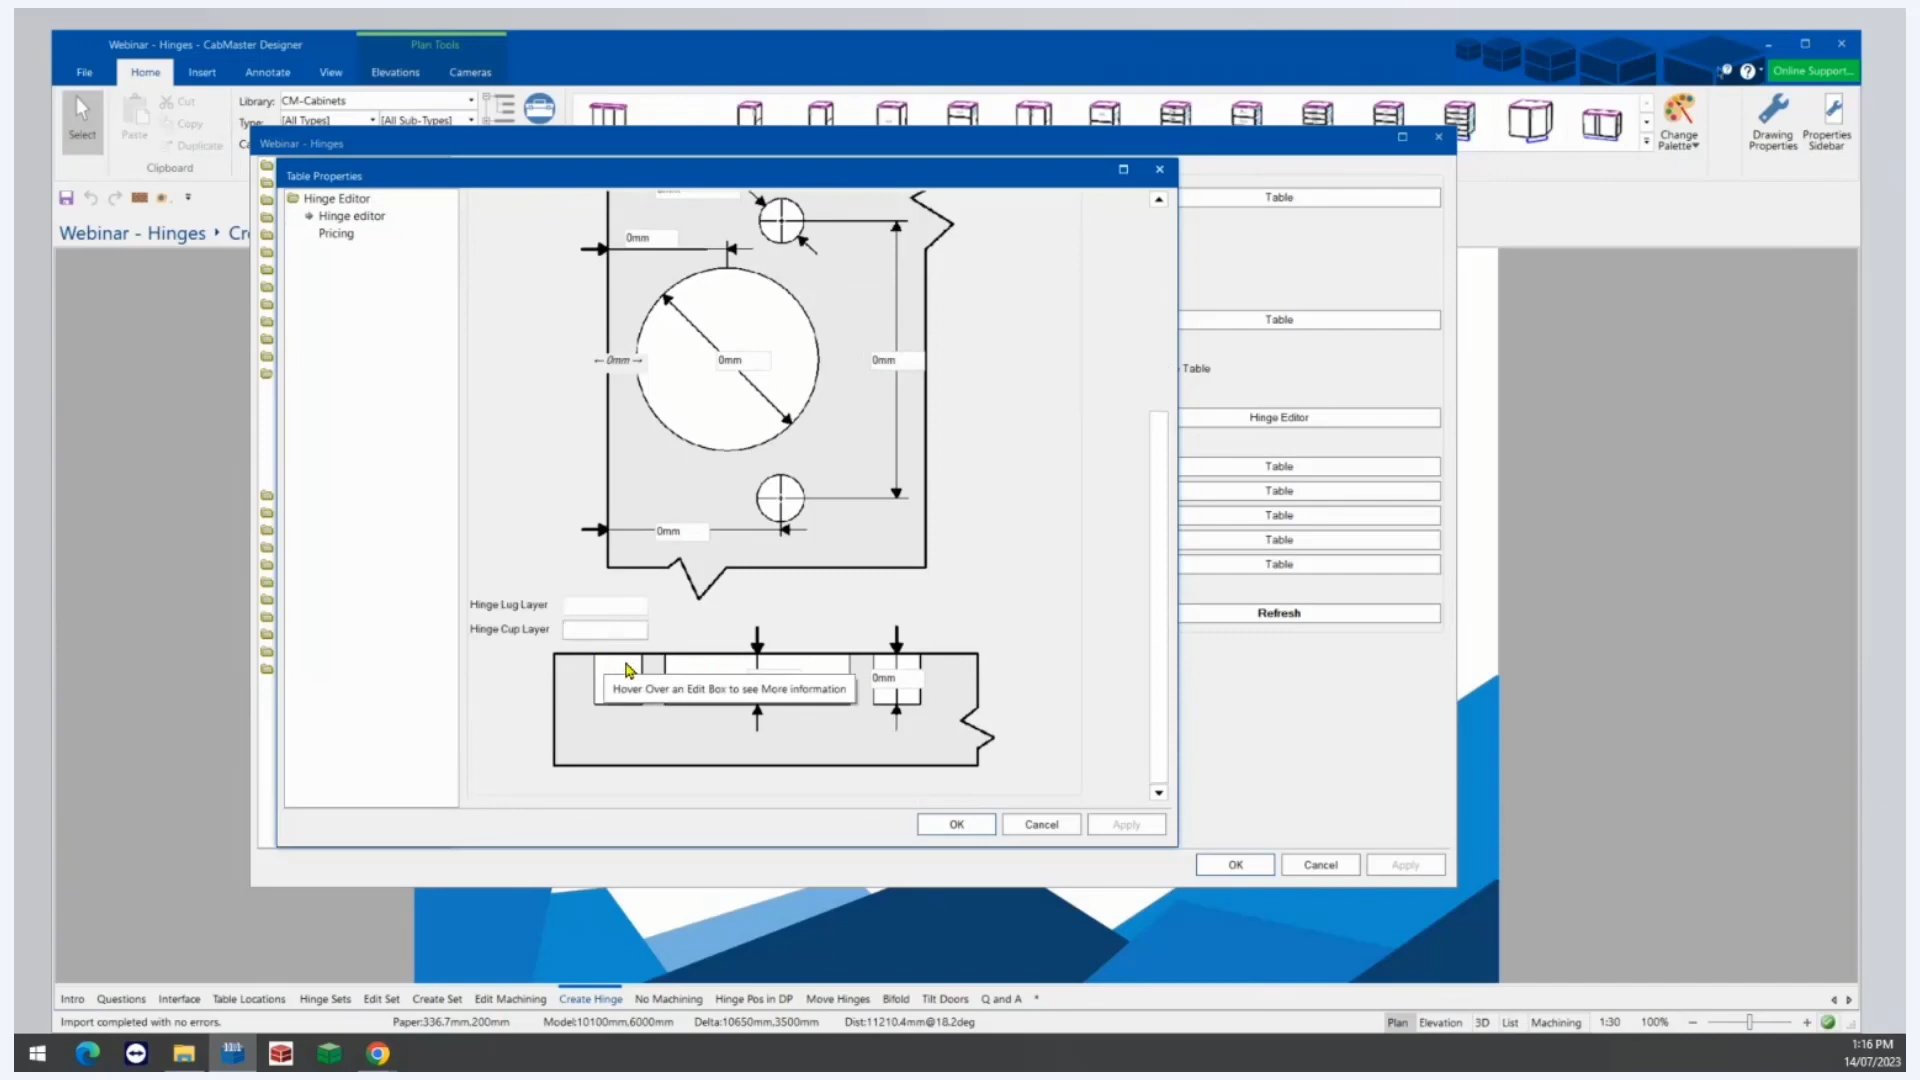 Webinar - Hinges - CabMaster Designer
Plan Tools
File
Home
Insert
Annotate
View
Elevations
Cameras
Online Support...
Select
Paste
Cut
Copy
Duplicate
Clipboard
Library: CM-Cabinets
Type: [All Types] [All Sub-Types]
Change Palette
Drawing Properties
Properties Sidebar
Webinar - Hinges
Webinar - Hinges
Table Properties
Hinge Editor
Hinge editor
Pricing
0mm
0mm
0mm
0mm
0mm
Hinge Lug Layer
Hinge Cup Layer
0mm
Hover Over an Edit Box to see More information
OK
Cancel
Apply
Table
Table
Table
Hinge Editor
Table
Table
Table
Table
Table
Refresh
OK
Cancel
Apply
Intro
Questions
Interface
Table Locations
Hinge Sets
Edit Set
Create Set
Edit Machining
Create Hinge
No Machining
Hinge Pos in DP
Move Hinges
Bifold
Tilt Doors
Q and A
*
Import completed with no errors.
Paper:336.7mm,200mm
Model:10100mm,6000mm
Delta:10650mm,3500mm
Dist:11210.4mm@18.2deg
Plan
Elevation
3D
List
Machining
1:30
100%
1:16 PM
14/07/2023